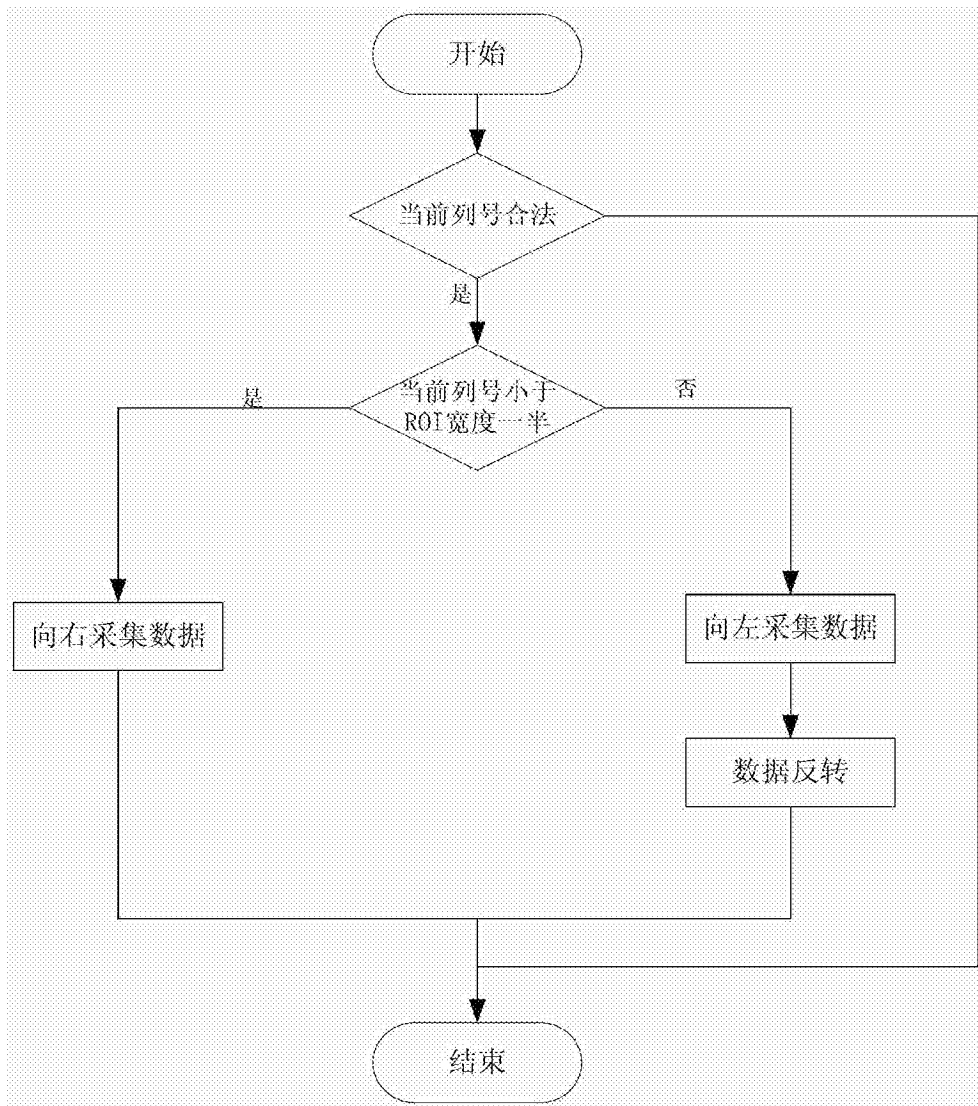 开始
当前列号合法
是
当前列号小于
ROI宽度一半
是
否
向右采集数据
向左采集数据
数据反转
结束